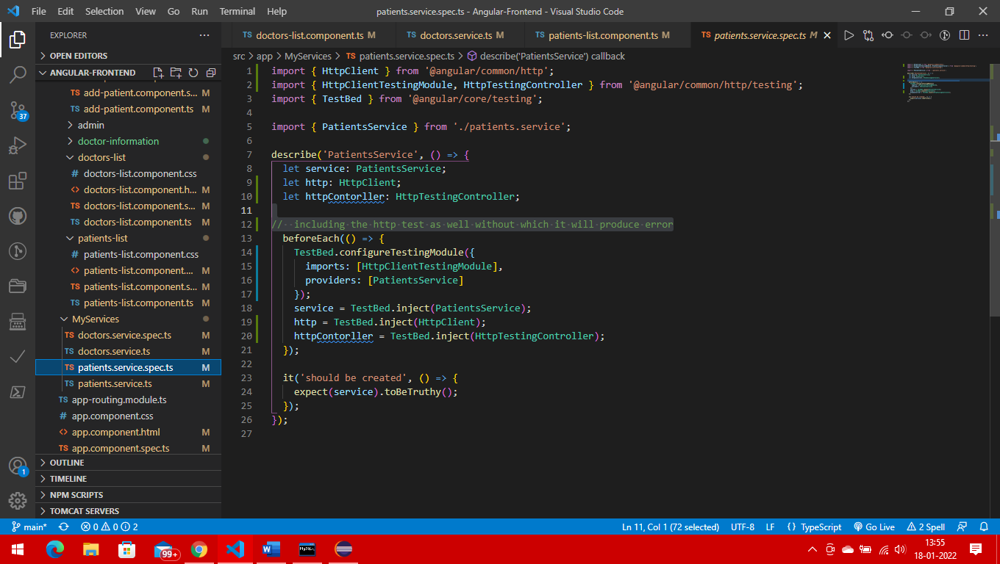 File Edit Selection View Go Run Terminal Help
patients.service.spec.ts - Angular-Frontend - Visual Studio Code
EXPLORER
OPEN EDITORS
ANGULAR-FRONTEND
TS add-patient.component.s... M
TS add-patient.component.ts M
admin
doctor-information
doctors-list
# doctors-list.component.css
<> doctors-list.component.h... M
TS doctors-list.component.s... M
TS doctors-list.component.ts M
patients-list
# patients-list.component.css
<> patients-list.component.... M
TS patients-list.component.s... M
TS patients-list.component.ts M
MyServices
TS doctors.service.spec.ts M
TS doctors.service.ts M
TS patients.service.spec.ts M
TS patients.service.ts M
TS app-routing.module.ts
# app.component.css
<> app.component.html M
TS app.component.spec.ts M
OUTLINE
TIMELINE
NPM SCRIPTS
TOMCAT SERVERS
37
1
TS doctors-list.component.ts M TS doctors.service.ts M TS patients-list.component.ts M TS patients.service.spec.ts M
src > app > MyServices > TS patients.service.spec.ts > describe('PatientsService') callback
1 import { HttpClient } from '@angular/common/http';
2 import { HttpClientTestingModule, HttpTestingController } from '@angular/common/http/testing';
3 import { TestBed } from '@angular/core/testing';
4
5 import { PatientsService } from './patients.service';
6
7 describe('PatientsService', () => {
8 let service: PatientsService;
9 let http: HttpClient;
10 let httpContorller: HttpTestingController;
11
12 // including the http test as well without which it will produce error
13 beforeEach(() => {
14 TestBed.configureTestingModule({
15 imports: [HttpClientTestingModule],
16 providers: [PatientsService]
17 });
18 service = TestBed.inject(PatientsService);
19 http = TestBed.inject(HttpClient);
20 httpContorller = TestBed.inject(HttpTestingController);
21 });
22
23 it('should be created', () => {
24 expect(service).toBeTruthy();
25 });
26 });
27
main* 0 0 2 Ln 11, Col 1 (72 selected) UTF-8 LF {} TypeScript Go Live 2 Spell
99+
W
MySQL
13:55
18-01-2022